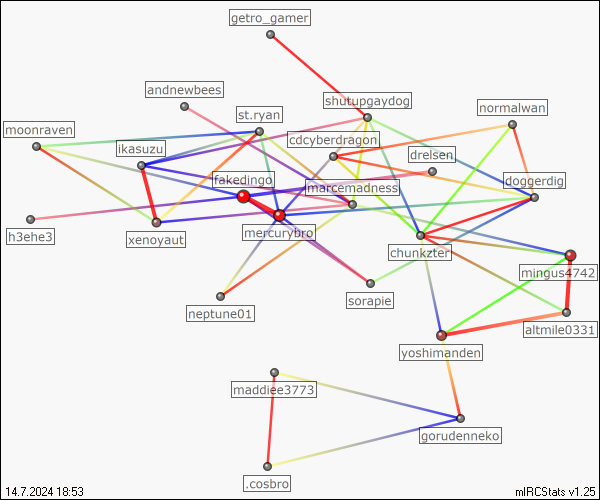 getro_gamer
andnewbees
shutupgaydog
normalwan
st.ryan
moonraven
cdcyberdragon
ikasuzu
drelsen
fakedingo
marcemadness
doggerdig
h3ehe3
xenoyaut
mercurybro
chunkzter
mingus4742
sorapie
neptune01
altmile0331
yoshimanden
maddiee3773
gorudenneko
.cosbro
14.7.2024 18:53
mIRCStats v1.25